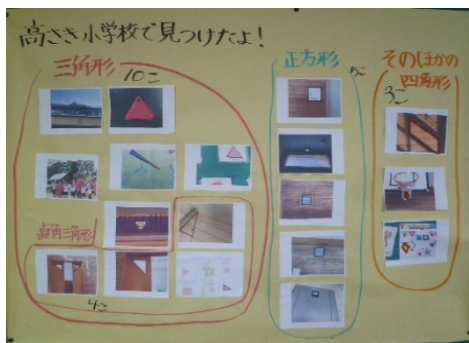 高さき小学校で見つけたよ!
三角形
10こ
直角三角形
4こ
正方形
5こ
そのほかの
四角形
3こ